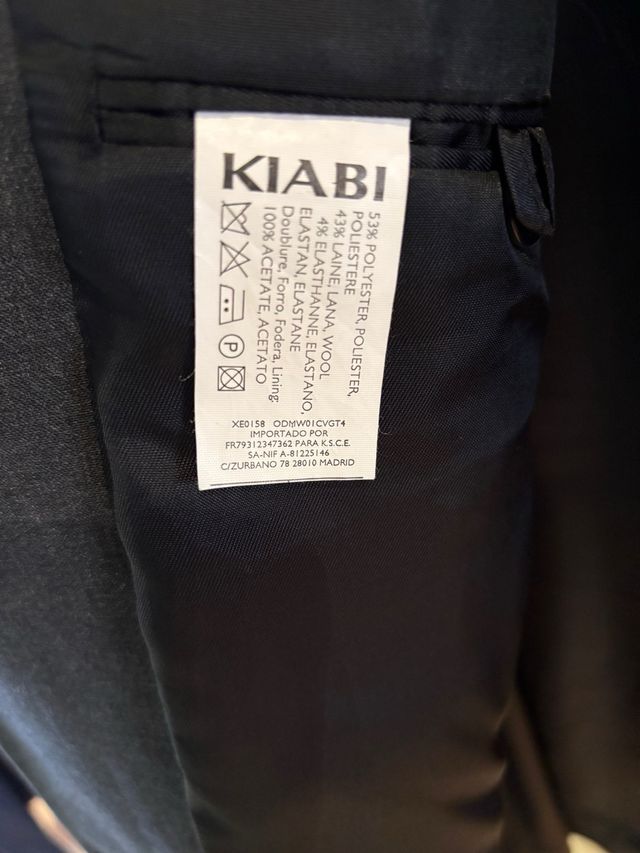 KIABI
53% POLYESTER, POLIESTER,
POLIESTERE
43% LAINE, LANA, WOOL
4% ELASTHANNE, ELASTANO,
ELASTAN, ELASTANE
Doublure, Forro, Fodera, Lining
100% ACETATE, ACETATO
P
XE0158 ODMW01CVGT4
IMPORTADO POR
FR79312347362 PARA K.S.C.E.
SA-NIF A-81225146
C/ZURBANO 78 28010 MADRID